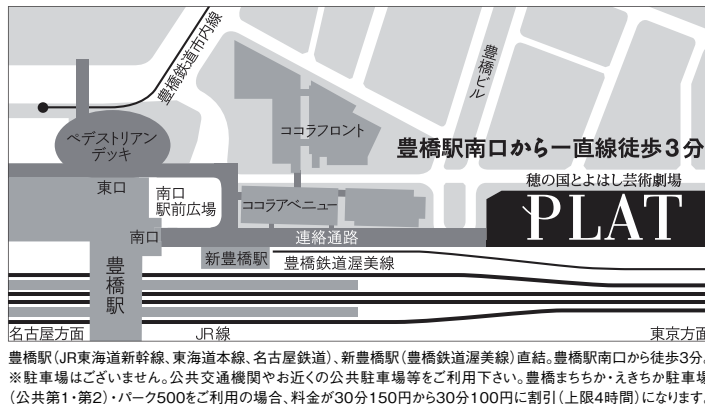 豊橋鉄道市内線
豊橋ビル
ペデストリアン
デッキ
ココラフロント
豊橋駅南口から一直線徒歩3分
穂の国とよはし芸術劇場
PLAT
東口
南口
駅前広場
ココラアベニュー
南口
連絡通路
新豊橋駅
豊橋鉄道渥美線
豊橋駅
名古屋方面
JR線
東京方面
豊橋駅（JR東海道新幹線、東海道本線、名古屋鉄道）、新豊橋駅（豊橋鉄道渥美線）直結。豊橋駅南口から徒歩3分。
※駐車場はございません。公共交通機関やお近くの公共駐車場等をご利用下さい。豊橋まちちか・えきちか駐車場
（公共第1・第2）・パーク500をご利用の場合、料金が30分150円から30分100円に割引（上限4時間）になります。